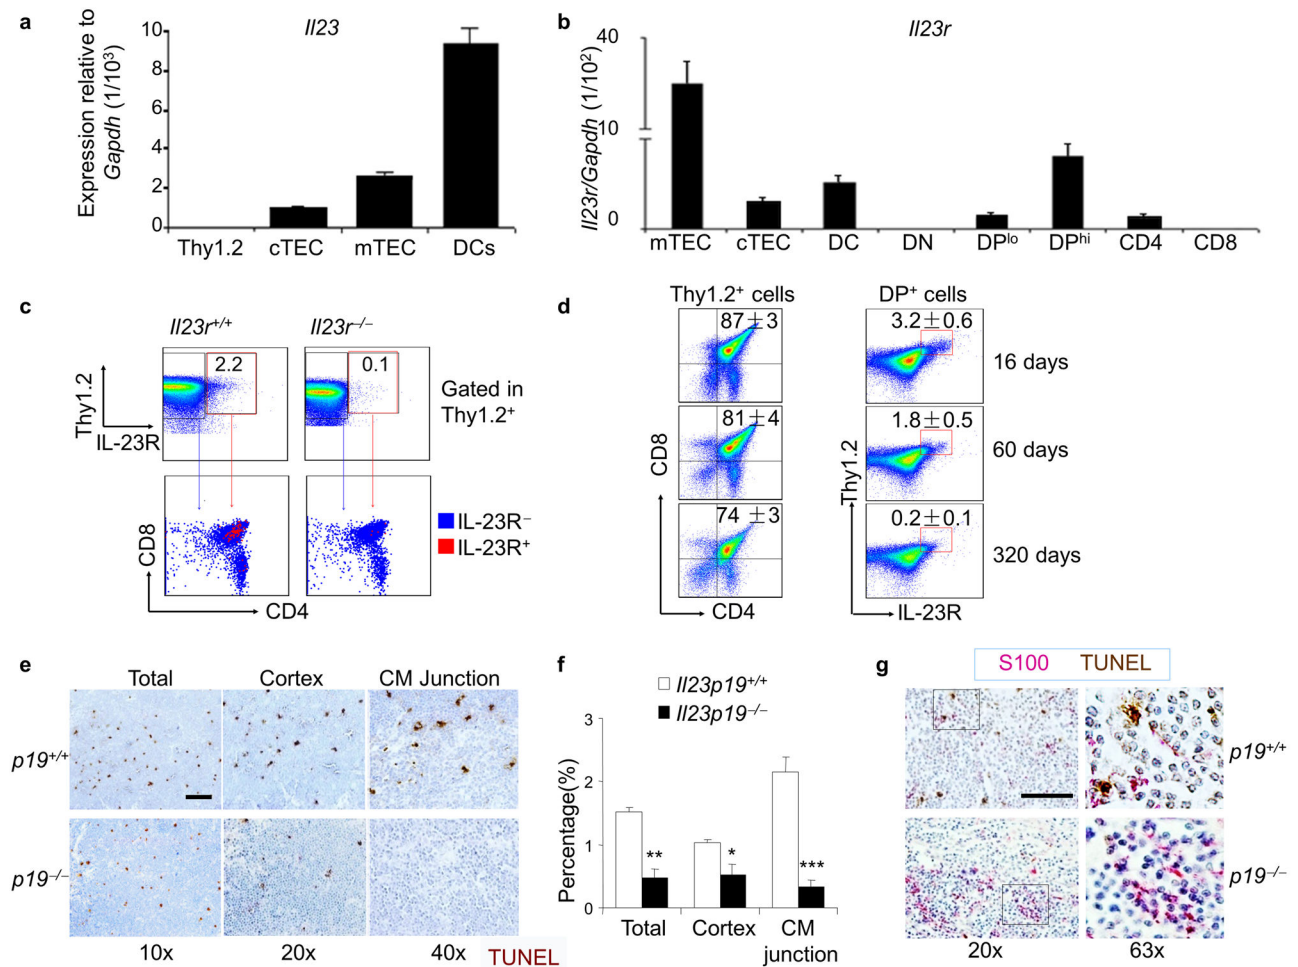 a
Il23
Expression relative to
Gapdh (1/10³)
10
8
6
4
2
0
Thy1.2 cTEC mTEC DCs
b
Il23r
Il23r/Gapdh (1/10²)
40
10
0
mTEC cTEC DC DN DPˡᵒ DPʰⁱ CD4 CD8
c
Il23r⁺/⁺ Il23r⁻/⁻
2.2 0.1
Thy1.2
IL-23R
Gated in
Thy1.2⁺
CD8
CD4
IL-23R⁻
IL-23R⁺
d
Thy1.2⁺ cells DP⁺ cells
87±3 3.2±0.6 16 days
81±4 1.8±0.5 60 days
74 ±3 0.2±0.1 320 days
CD8
CD4
Thy1.2
IL-23R
e
Total Cortex CM Junction
p19⁺/⁺
p19⁻/⁻
10x 20x 40x TUNEL
f
Il23p19⁺/⁺
Il23p19⁻/⁻
Percentage(%)
3
2
1
0
** * ***
Total Cortex CM
junction
g
S100 TUNEL
p19⁺/⁺
p19⁻/⁻
20x 63x